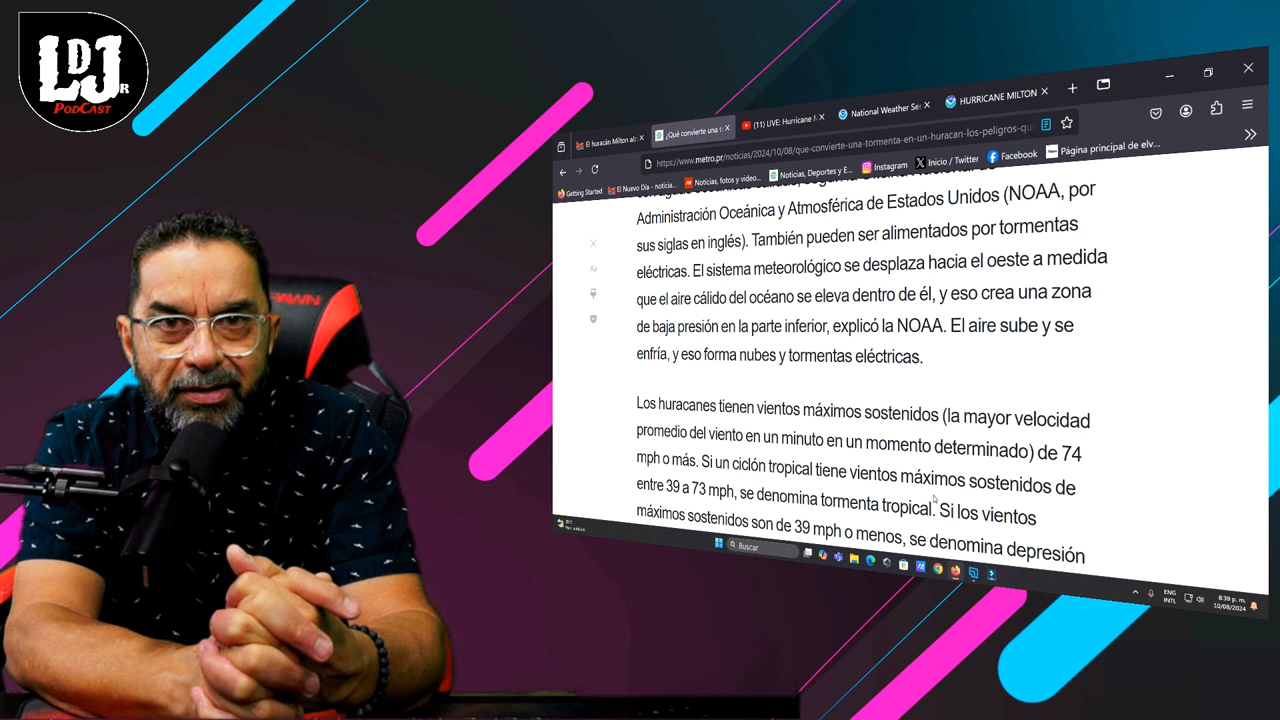 LDJR
PODCAST
El huracán Milton al
¿Qué convierte una t
(11) LIVE: Hurricane
National Weather Ser
HURRICANE MILTON
https://www.metro.pr/noticias/2024/10/08/que-convierte-una-tormenta-en-un-huracan-los-peligros-qu
Getting Started
El Nuevo Día - noticia...
Noticias, fotos y video...
Noticias, Deportes y E...
Instagram
Inicio / Twitter
Facebook
Página principal de elv...
Administración Oceánica y Atmosférica de Estados Unidos (NOAA, por
sus siglas en inglés). También pueden ser alimentados por tormentas
eléctricas. El sistema meteorológico se desplaza hacia el oeste a medida
que el aire cálido del océano se eleva dentro de él, y eso crea una zona
de baja presión en la parte inferior, explicó la NOAA. El aire sube y se
enfría, y eso forma nubes y tormentas eléctricas.
Los huracanes tienen vientos máximos sostenidos (la mayor velocidad
promedio del viento en un minuto en un momento determinado) de 74
mph o más. Si un ciclón tropical tiene vientos máximos sostenidos de
entre 39 a 73 mph, se denomina tormenta tropical. Si los vientos
máximos sostenidos son de 39 mph o menos, se denomina depresión
Buscar
ENG
INTL
8:39 p. m.
10/08/2024